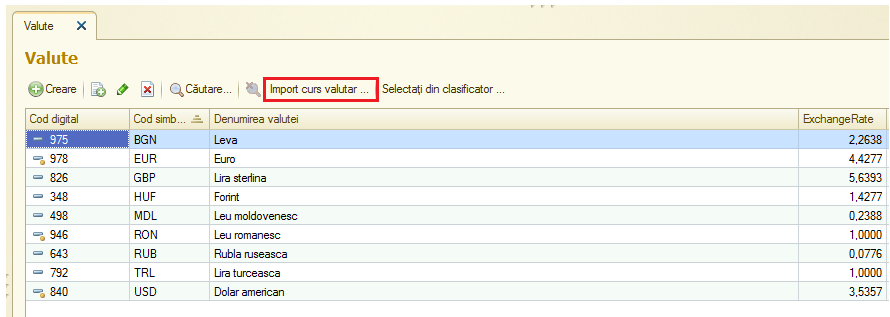 Valute
Valute
Creare Căutare... Import curs valutar ... Selectați din clasificator ...
Cod digital Cod simb... Denumirea valutei ExchangeRate
975 BGN Leva 2,2638
978 EUR Euro 4,4277
826 GBP Lira sterlina 5,6393
348 HUF Forint 1,4277
498 MDL Leu moldovenesc 0,2388
946 RON Leu romanesc 1,0000
643 RUB Rubla ruseasca 0,0776
792 TRL Lira turceasca 1,0000
840 USD Dolar american 3,5357